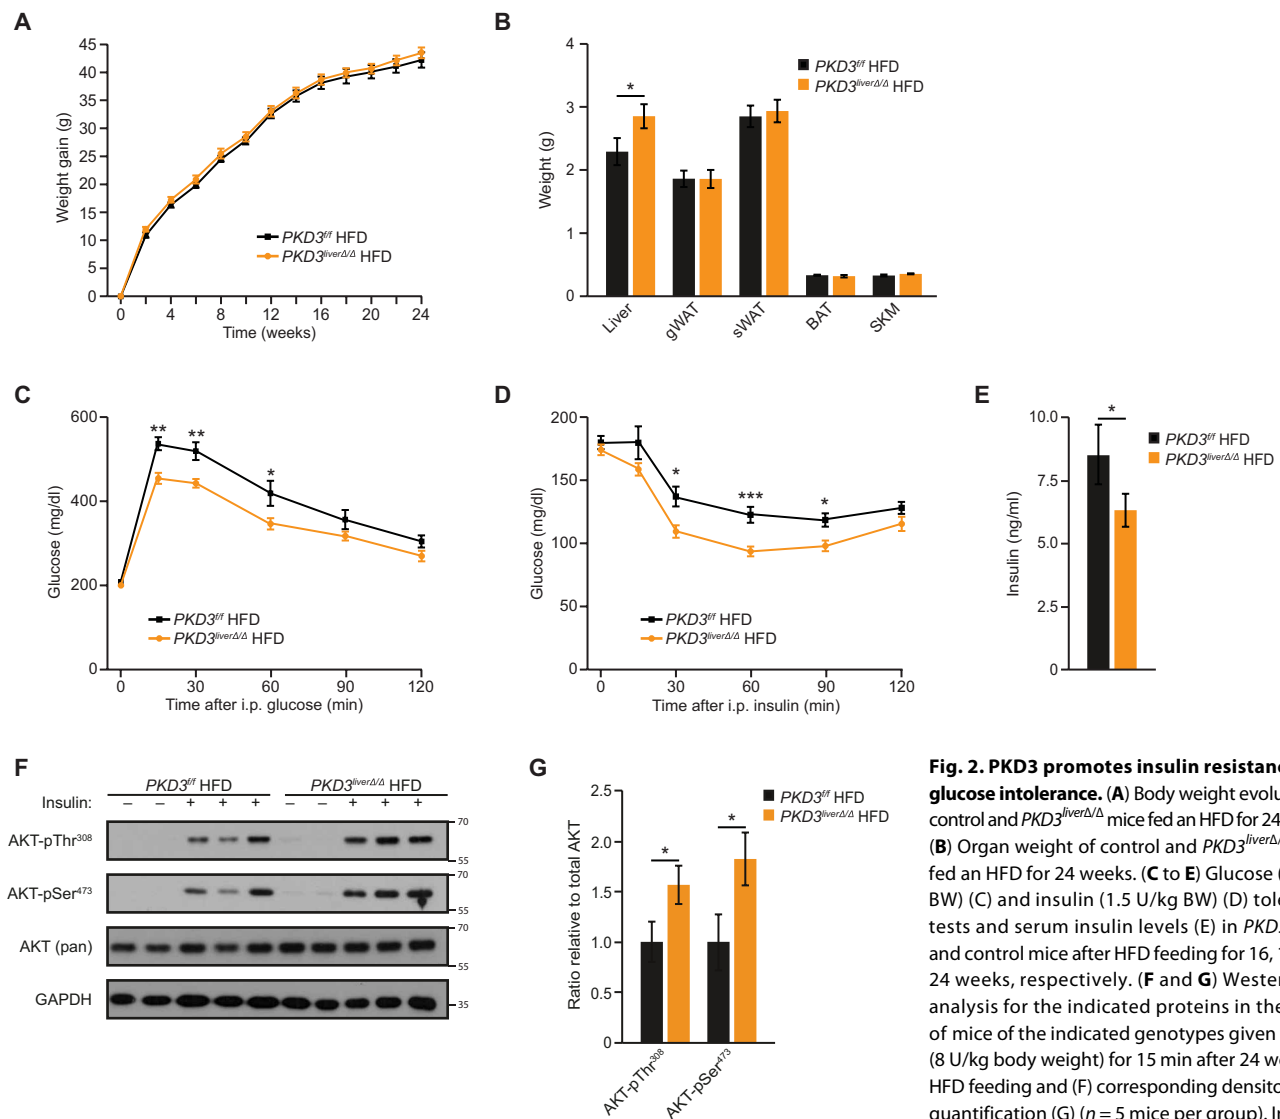 A
Weight gain (g)
45
40
35
30
25
20
15
10
5
0
0 4 8 12 16 20 24
Time (weeks)
PKD3f/f HFD
PKD3liverΔ/Δ HFD
B
Weight (g)
4
3
2
1
0
*
PKD3f/f HFD
PKD3liverΔ/Δ HFD
Liver gWAT sWAT BAT SKM
C
Glucose (mg/dl)
600
400
200
0
** ** *
PKD3f/f HFD
PKD3liverΔ/Δ HFD
0 30 60 90 120
Time after i.p. glucose (min)
D
Glucose (mg/dl)
200
150
100
50
0
* *** *
PKD3f/f HFD
PKD3liverΔ/Δ HFD
0 30 60 90 120
Time after i.p. insulin (min)
E
Insulin (ng/ml)
10.0
7.5
5.0
2.5
0
*
PKD3f/f HFD
PKD3liverΔ/Δ HFD
F
PKD3f/f HFD PKD3liverΔ/Δ HFD
Insulin: – – + + + – – + + +
AKT-pThr308
70
55
AKT-pSer473
70
55
AKT (pan)
70
55
GAPDH
35
G
Ratio relative to total AKT
2.5
2.0
1.5
1.0
0.5
0
* *
PKD3f/f HFD
PKD3liverΔ/Δ HFD
AKT-pThr308 AKT-pSer473
Fig. 2. PKD3 promotes insulin resistanc
glucose intolerance. (A) Body weight evolu
control and PKD3liverΔ/Δ mice fed an HFD for 24
(B) Organ weight of control and PKD3liverΔ/
fed an HFD for 24 weeks. (C to E) Glucose (
BW) (C) and insulin (1.5 U/kg BW) (D) tole
tests and serum insulin levels (E) in PKD3
and control mice after HFD feeding for 16, 1
24 weeks, respectively. (F and G) Wester
analysis for the indicated proteins in the
of mice of the indicated genotypes given
(8 U/kg body weight) for 15 min after 24 we
HFD feeding and (F) corresponding densito
quantification (G) (n = 5 mice per group). In